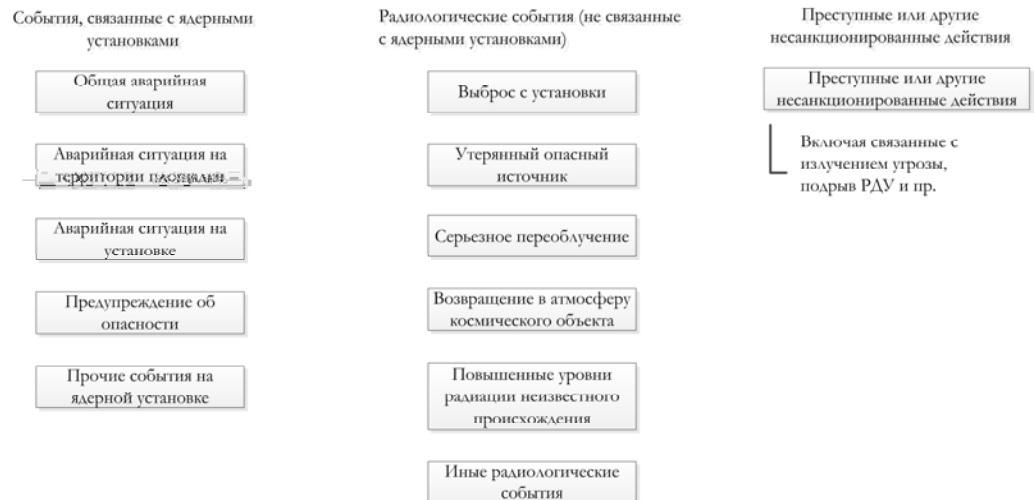 События, связанные с ядерными
установками
Общая аварийная
ситуация
Аварийная ситуация на
территории площадки
Аварийная ситуация на
установке
Предупреждение об
опасности
Прочие события на
ядерной установке
Радиологические события (не связанные
с ядерными установками)
Выброс с установки
Утерянный опасный
источник
Серьезное переоблучение
Возвращение в атмосферу
космического объекта
Повышенные уровни
радиации неизвестного
происхождения
Иные радиологические
события
Преступные или другие
несанкционированные действия
Преступные или другие
несанкционированные действия
Включая связанные с
излучением угрозы,
подрыв РДУ и пр.